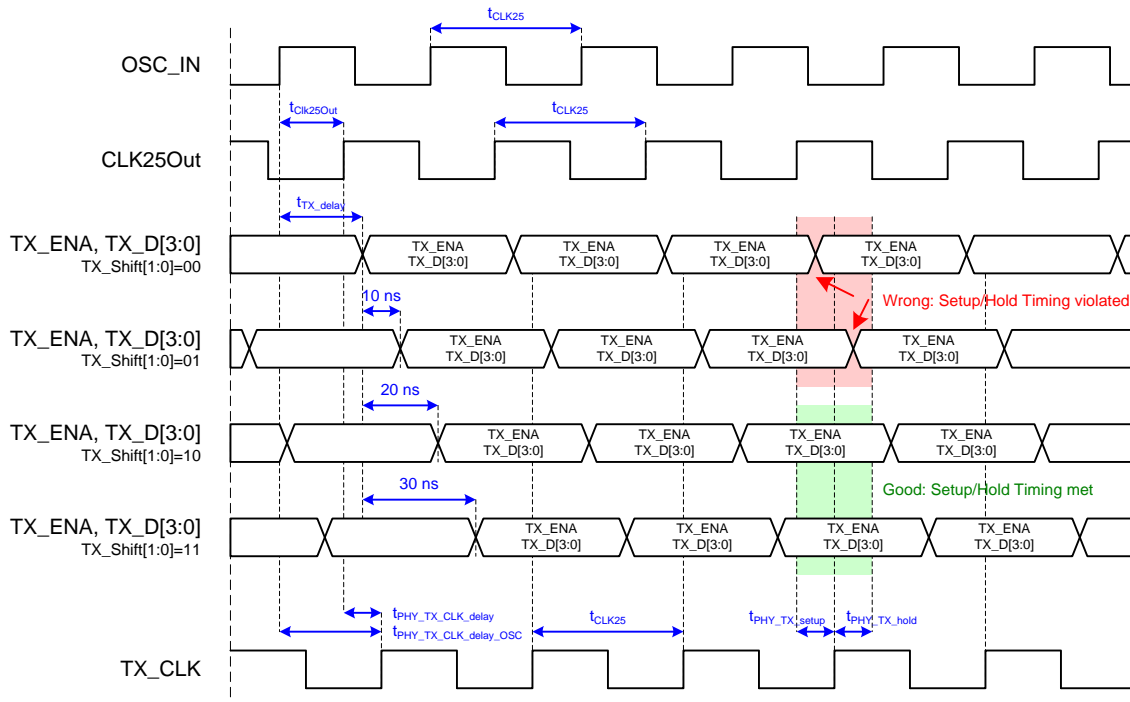 tCLK25
OSC_IN
tClk25Out
tCLK25
CLK25Out
tTX_delay
TX_ENA, TX_D[3:0]
TX_Shift[1:0]=00
TX_ENA
TX_D[3:0]
TX_ENA
TX_D[3:0]
TX_ENA
TX_D[3:0]
TX_ENA
TX_D[3:0]
10 ns
Wrong: Setup/Hold Timing violated
TX_ENA, TX_D[3:0]
TX_Shift[1:0]=01
TX_ENA
TX_D[3:0]
TX_ENA
TX_D[3:0]
TX_ENA
TX_D[3:0]
TX_ENA
TX_D[3:0]
20 ns
TX_ENA, TX_D[3:0]
TX_Shift[1:0]=10
TX_ENA
TX_D[3:0]
TX_ENA
TX_D[3:0]
TX_ENA
TX_D[3:0]
TX_ENA
TX_D[3:0]
30 ns
Good: Setup/Hold Timing met
TX_ENA, TX_D[3:0]
TX_Shift[1:0]=11
TX_ENA
TX_D[3:0]
TX_ENA
TX_D[3:0]
TX_ENA
TX_D[3:0]
TX_ENA
TX_D[3:0]
tPHY_TX_CLK_delay
tPHY_TX_CLK_delay_OSC
tCLK25
tPHY_TX_setup
tPHY_TX_hold
TX_CLK